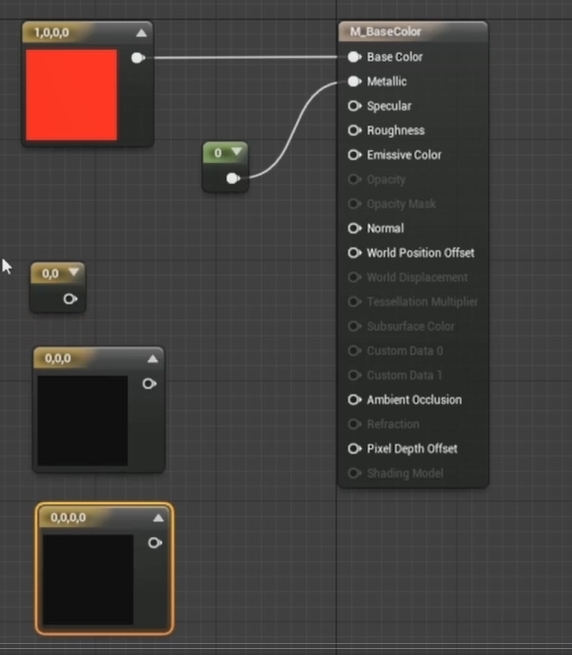 1,0,0,0
M_BaseColor
Base Color
Metallic
Specular
Roughness
Emissive Color
Opacity
Opacity Mask
Normal
World Position Offset
World Displacement
Tessellation Multiplier
Subsurface Color
Custom Data 0
Custom Data 1
Ambient Occlusion
Refraction
Pixel Depth Offset
Shading Model
0
0,0
0,0,0
0,0,0,0